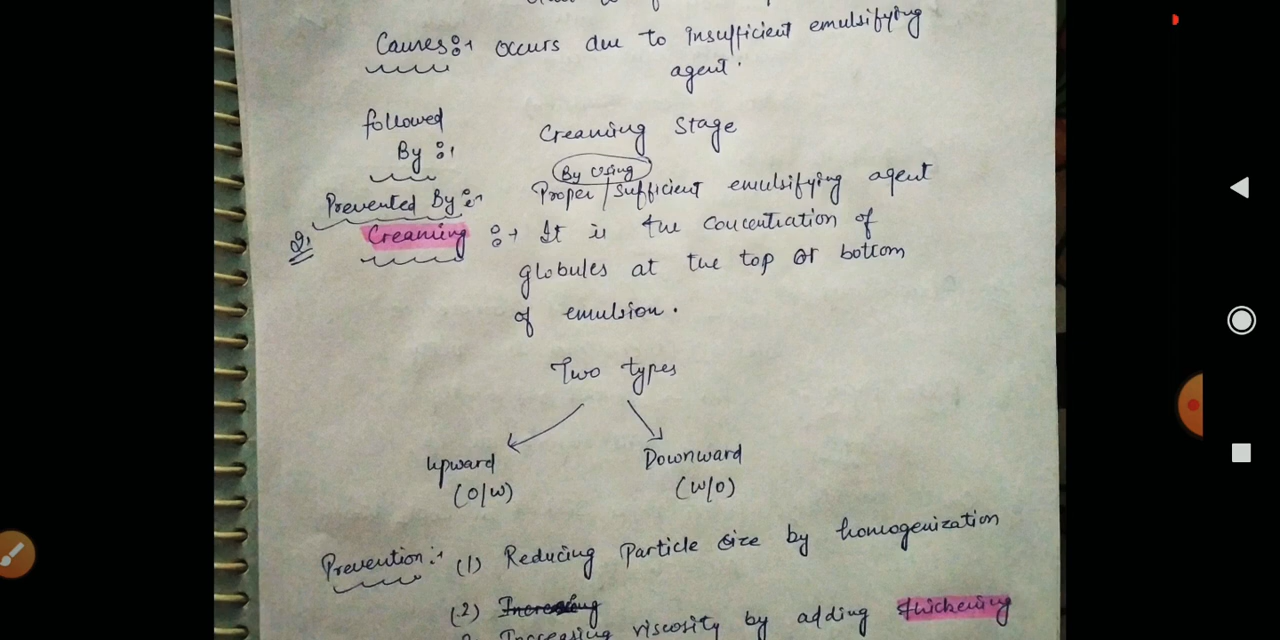 Causes:→ occurs due to insufficient emulsifying
agent.
followed
By :→
Creaming Stage
By using
Prevented By :→ Proper / sufficient emulsifying agent
2. Creaming :→ It is the concentration of
globules at the top or bottom
of emulsion.
Two types
Upward
(O/W)
Downward
(W/O)
Prevention :→ (1) Reducing Particle size by homogenization
(2) Increasing
Increasing viscosity by adding thickening